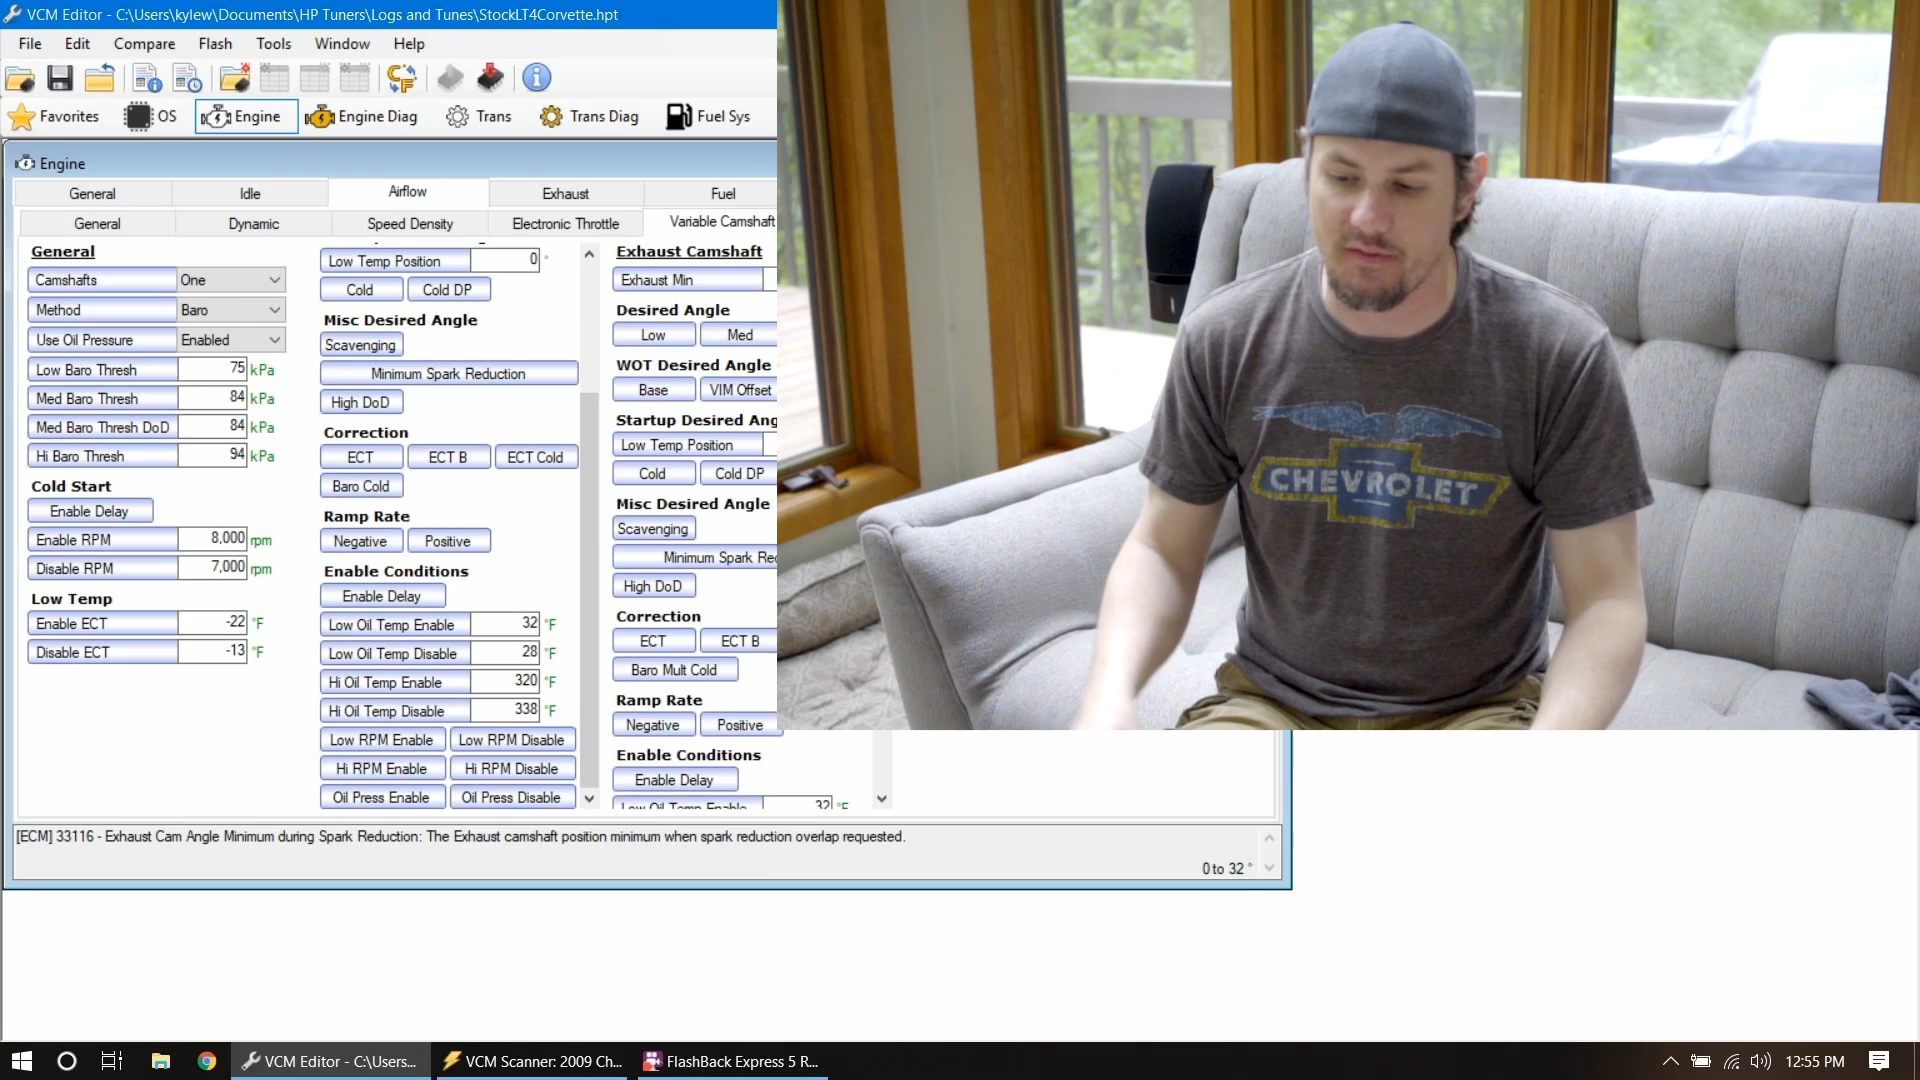 VCM Editor - C:\Users\kylew\Documents\HP Tuners\Logs and Tunes\StockLT4Corvette.hpt
File Edit Compare Flash Tools Window Help
Favorites OS Engine Engine Diag Trans Trans Diag Fuel Sys
Engine
General Idle Airflow Exhaust Fuel
General Dynamic Speed Density Electronic Throttle Variable Camshaft
General
Camshafts One
Method Baro
Use Oil Pressure Enabled
Low Baro Thresh 75 kPa
Med Baro Thresh 84 kPa
Med Baro Thresh DoD 84 kPa
Hi Baro Thresh 94 kPa
Cold Start
Enable Delay
Enable RPM 8,000 rpm
Disable RPM 7,000 rpm
Low Temp
Enable ECT -22 °F
Disable ECT -13 °F
Low Temp Position 0 °
Cold Cold DP
Misc Desired Angle
Scavenging
Minimum Spark Reduction
High DoD
Correction
ECT ECT B ECT Cold
Baro Cold
Ramp Rate
Negative Positive
Enable Conditions
Enable Delay
Low Oil Temp Enable 32 °F
Low Oil Temp Disable 28 °F
Hi Oil Temp Enable 320 °F
Hi Oil Temp Disable 338 °F
Low RPM Enable Low RPM Disable
Hi RPM Enable Hi RPM Disable
Oil Press Enable Oil Press Disable
Exhaust Camshaft
Exhaust Min
Desired Angle
Low Med
WOT Desired Angle
Base VIM Offset
Startup Desired Ang
Low Temp Position
Cold Cold DP
Misc Desired Angle
Scavenging
Minimum Spark Rec
High DoD
Correction
ECT ECT B
Baro Mult Cold
Ramp Rate
Negative Positive
Enable Conditions
Enable Delay
Low Oil Temp Enable 32 °F
[ECM] 33116 - Exhaust Cam Angle Minimum during Spark Reduction: The Exhaust camshaft position minimum when spark reduction overlap requested.
0 to 32 °
CHEVROLET
VCM Editor - C:\Users... VCM Scanner: 2009 Ch... FlashBack Express 5 R... 12:55 PM